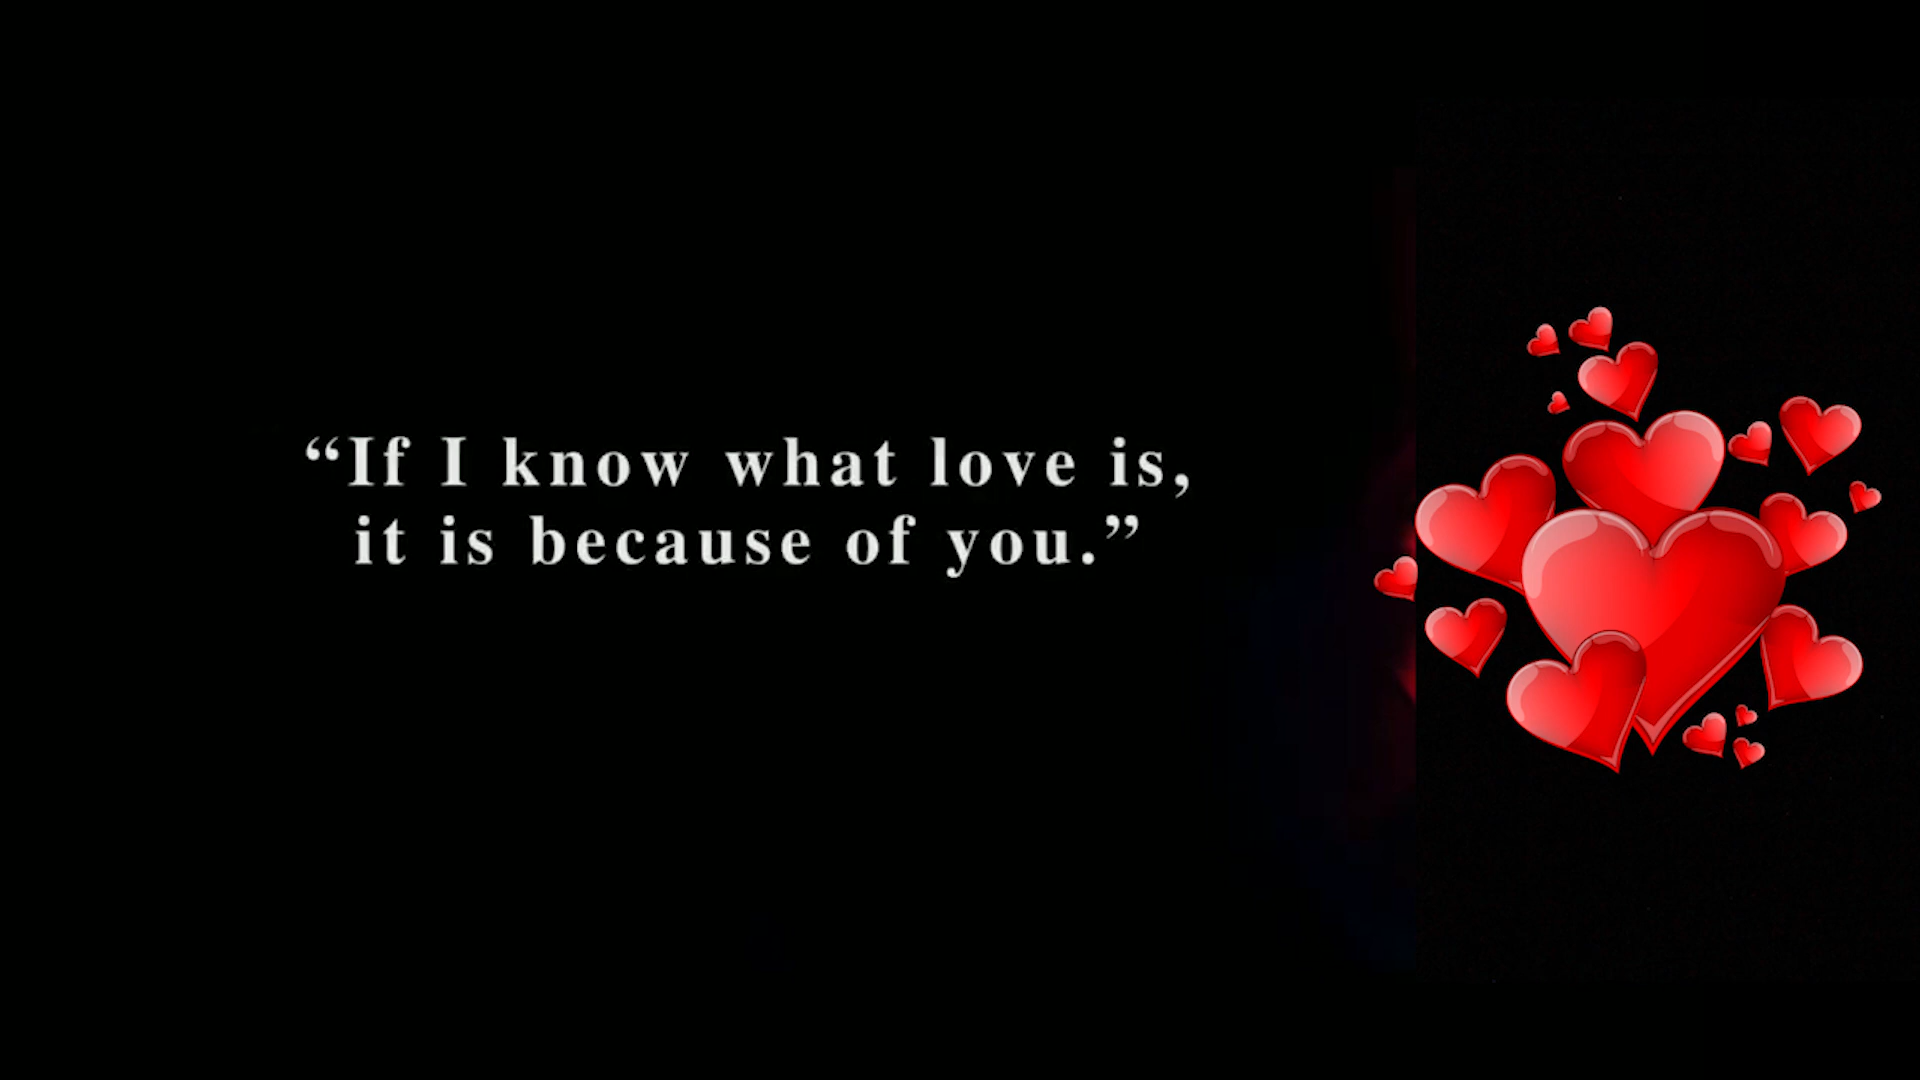 “If I know what love is,
it is because of you.”